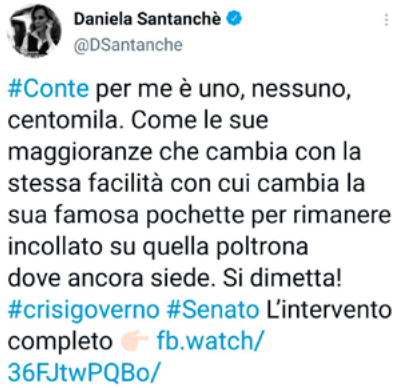 Daniela Santanchè
@DSantanche
#Conte per me è uno, nessuno,
centomila. Come le sue
maggioranze che cambia con la
stessa facilità con cui cambia la
sua famosa pochette per rimanere
incollato su quella poltrona
dove ancora siede. Si dimetta!
#crisigoverno #Senato L'intervento
completo 👉🏻 fb.watch/
36FJtwPQBo/